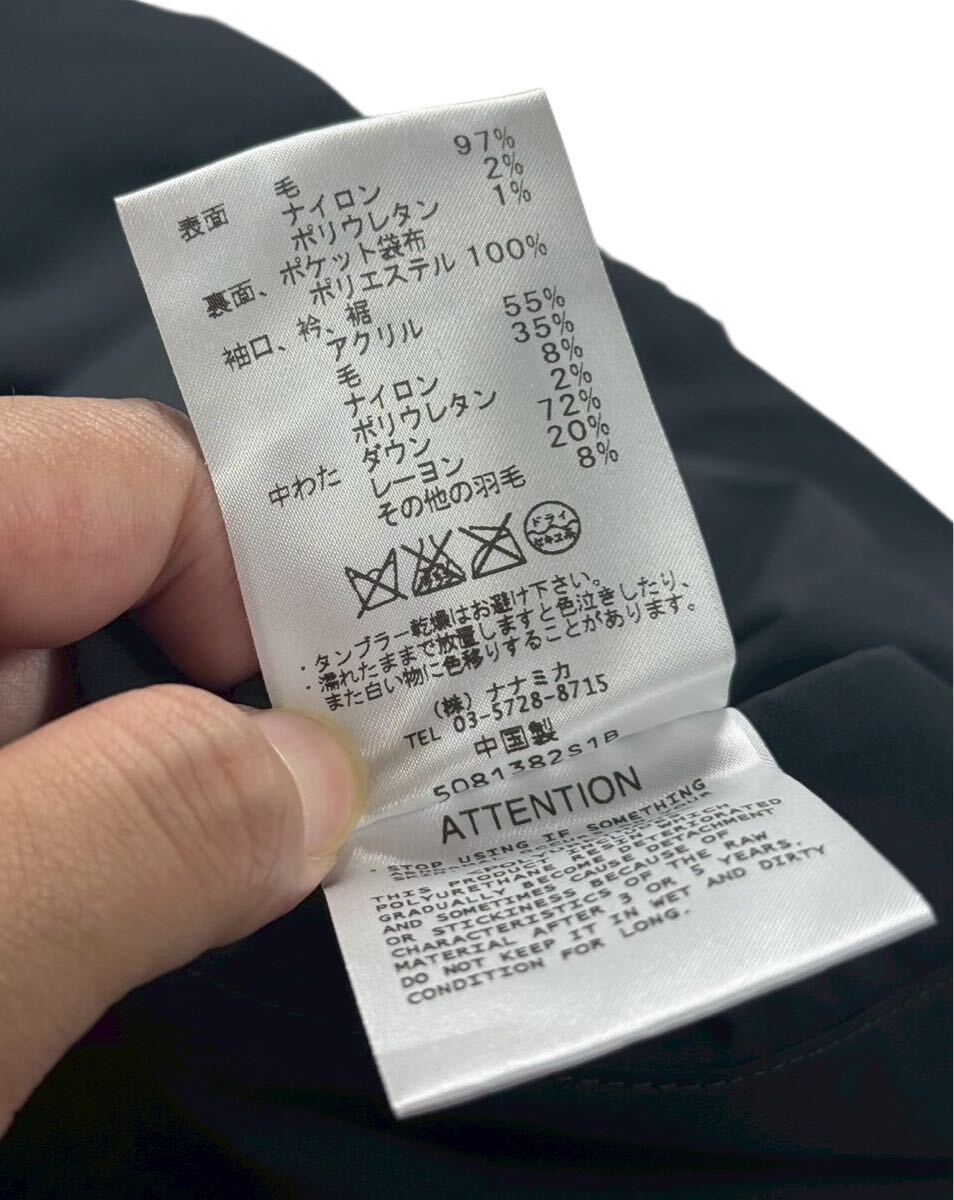 表面 毛 97%
ナイロン 2%
ポリウレタン 1%
裏面、ポケット袋布
ポリエステル 100%
袖口、衿、裾
アクリル 55%
毛 35%
ナイロン 8%
ポリウレタン 2%
中わた ダウン 72%
レーヨン 20%
その他の羽毛 8%
ドライ
セキユ系
・タンブラー乾燥はお避け下さい。
・濡れたままで放置しますと色泣きしたり、
また白い物に色移りすることがあります。
(株) ナナミカ
TEL 03-5728-8715
中国製
5081382S1B
ATTENTION
・STOP USING IF SOMETHING
THIS PRODUCT IS
POLYURETHANE
GRADUALLY BECOME DETERIORATED
AND SOMETIMES DETACHMENT
OR STICKINESS BECAUSE OF
CHARACTERISTICS OF THE RAW
MATERIAL AFTER 3 OR 5 YEARS.
DO NOT KEEP IT IN WET AND DIRTY
CONDITION FOR LONG.